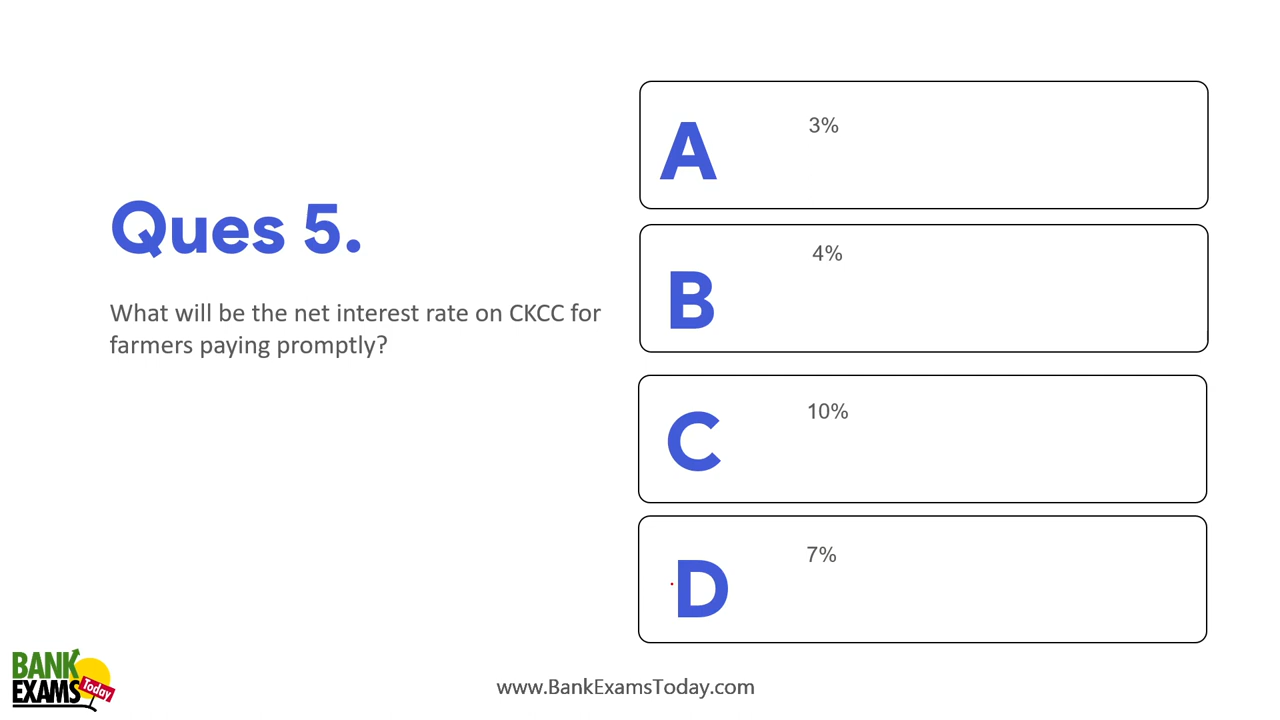 Ques 5.
What will be the net interest rate on CKCC for
farmers paying promptly?
A
3%
B
4%
C
10%
D
7%
BANK
EXAMS
Today
www.BankExamsToday.com